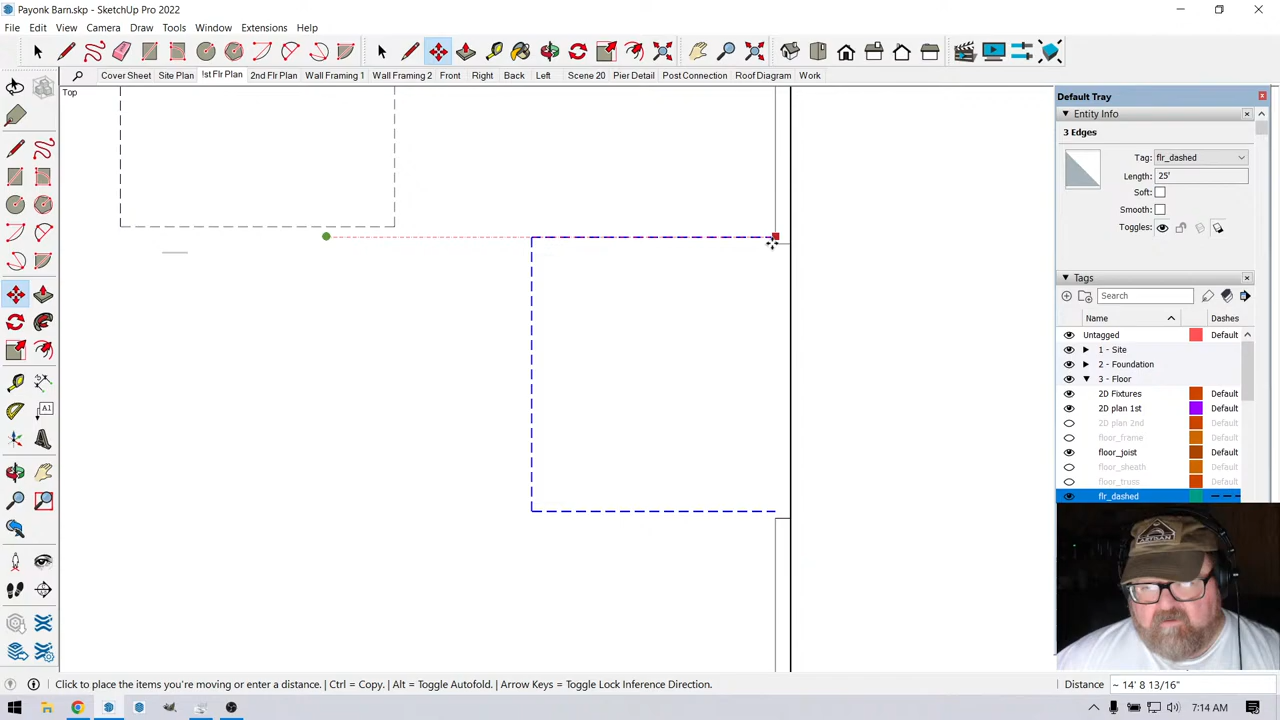 Payonk Barn.skp - SketchUp Pro 2022
File Edit View Camera Draw Tools Window Extensions Help
Cover Sheet Site Plan !st Flr Plan 2nd Flr Plan Wall Framing 1 Wall Framing 2 Front Right Back Left Scene 20 Pier Detail Post Connection Roof Diagram Work
Top
Default Tray
Entity Info
3 Edges
Tag: flr_dashed
Length: 25'
Soft:
Smooth:
Toggles:
Tags
Search
Name Dashes
Untagged Default
1 - Site
2 - Foundation
3 - Floor
2D Fixtures Default
2D plan 1st Default
2D plan 2nd Default
floor_frame Default
floor_joist Default
floor_sheath Default
floor_truss Default
flr_dashed
A1
ARTISAN
Click to place the items you're moving or enter a distance. | Ctrl = Copy. | Alt = Toggle Autofold. | Arrow Keys = Toggle Lock Inference Direction.
Distance ~ 14' 8 13/16"
7:14 AM